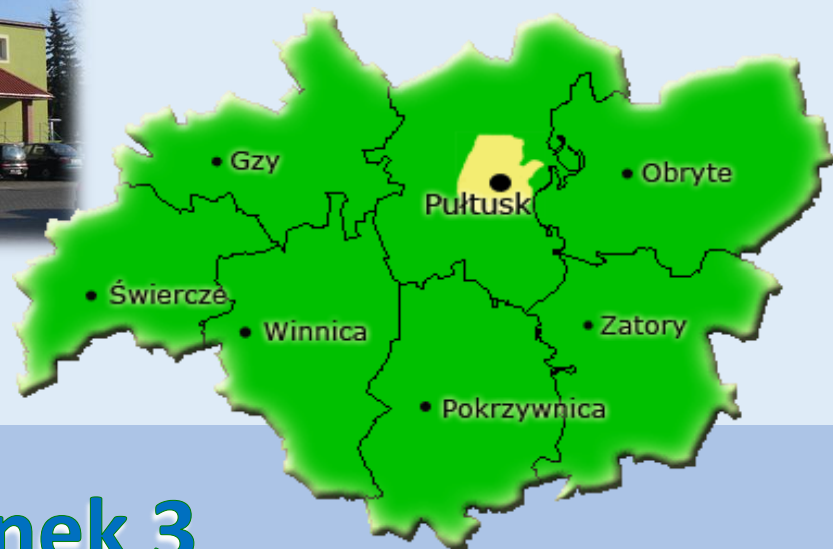 Gzy
Obryte
Pułtusk
Świercze
Winnica
Zatory
Pokrzywnica
nek 3